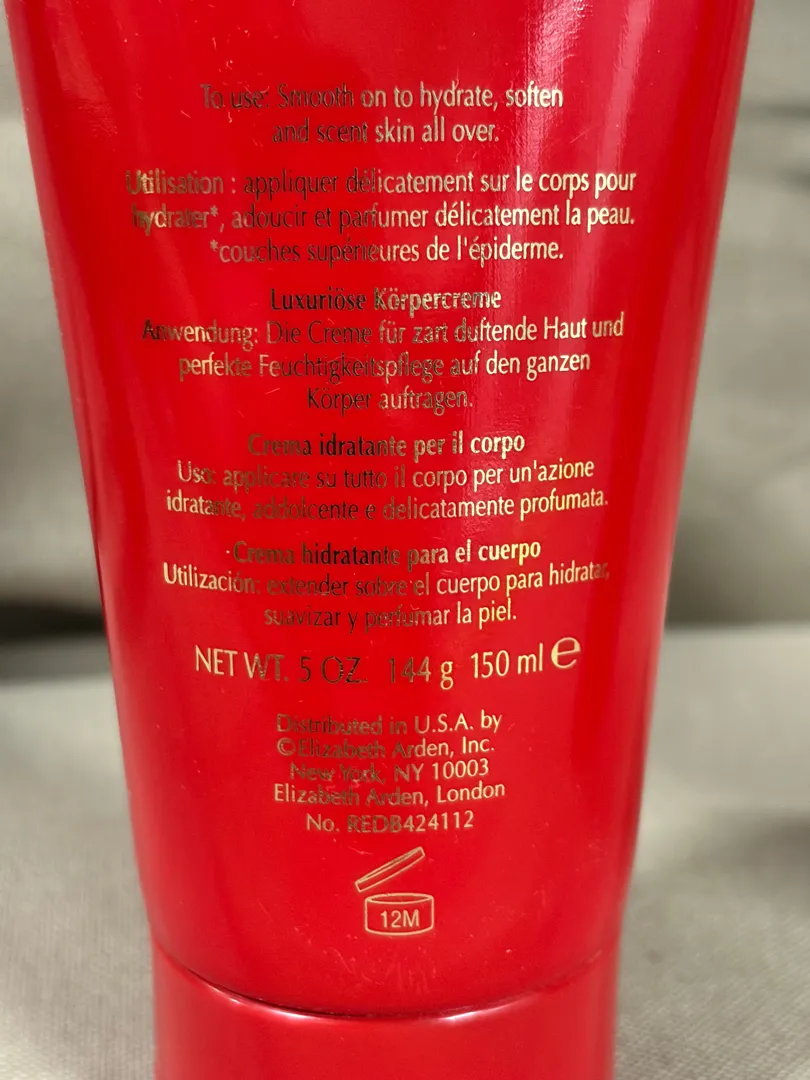 To use: Smooth on to hydrate, soften
and scent skin all over.
Utilisation : appliquer délicatement sur le corps pour
hydrater*, adoucir et parfumer délicatement la peau.
*couches supérieures de l'épiderme.
Luxuriöse Körpercreme
Anwendung: Die Creme für zart duftende Haut und
perfekte Feuchtigkeitspflege auf den ganzen
Körper auftragen.
Crema idratante per il corpo
Uso: applicare su tutto il corpo per un'azione
idratante, addolcente e delicatamente profumata.
Crema hidratante para el cuerpo
Utilización: extender sobre el cuerpo para hidratar,
suavizar y perfumar la piel.
NET WT. 5 OZ. 144 g 150 ml e
Distributed in U.S.A. by
©Elizabeth Arden, Inc.
New York, NY 10003
Elizabeth Arden, London
No. REDB424112
12M